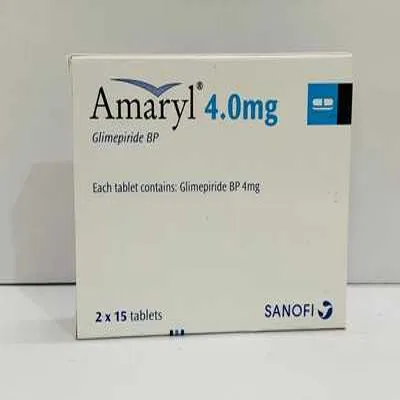 Amaryl® 4.0mg
Glimepiride BP
Each tablet contains: Glimepiride BP 4mg
2 x 15 tablets
SANOFI